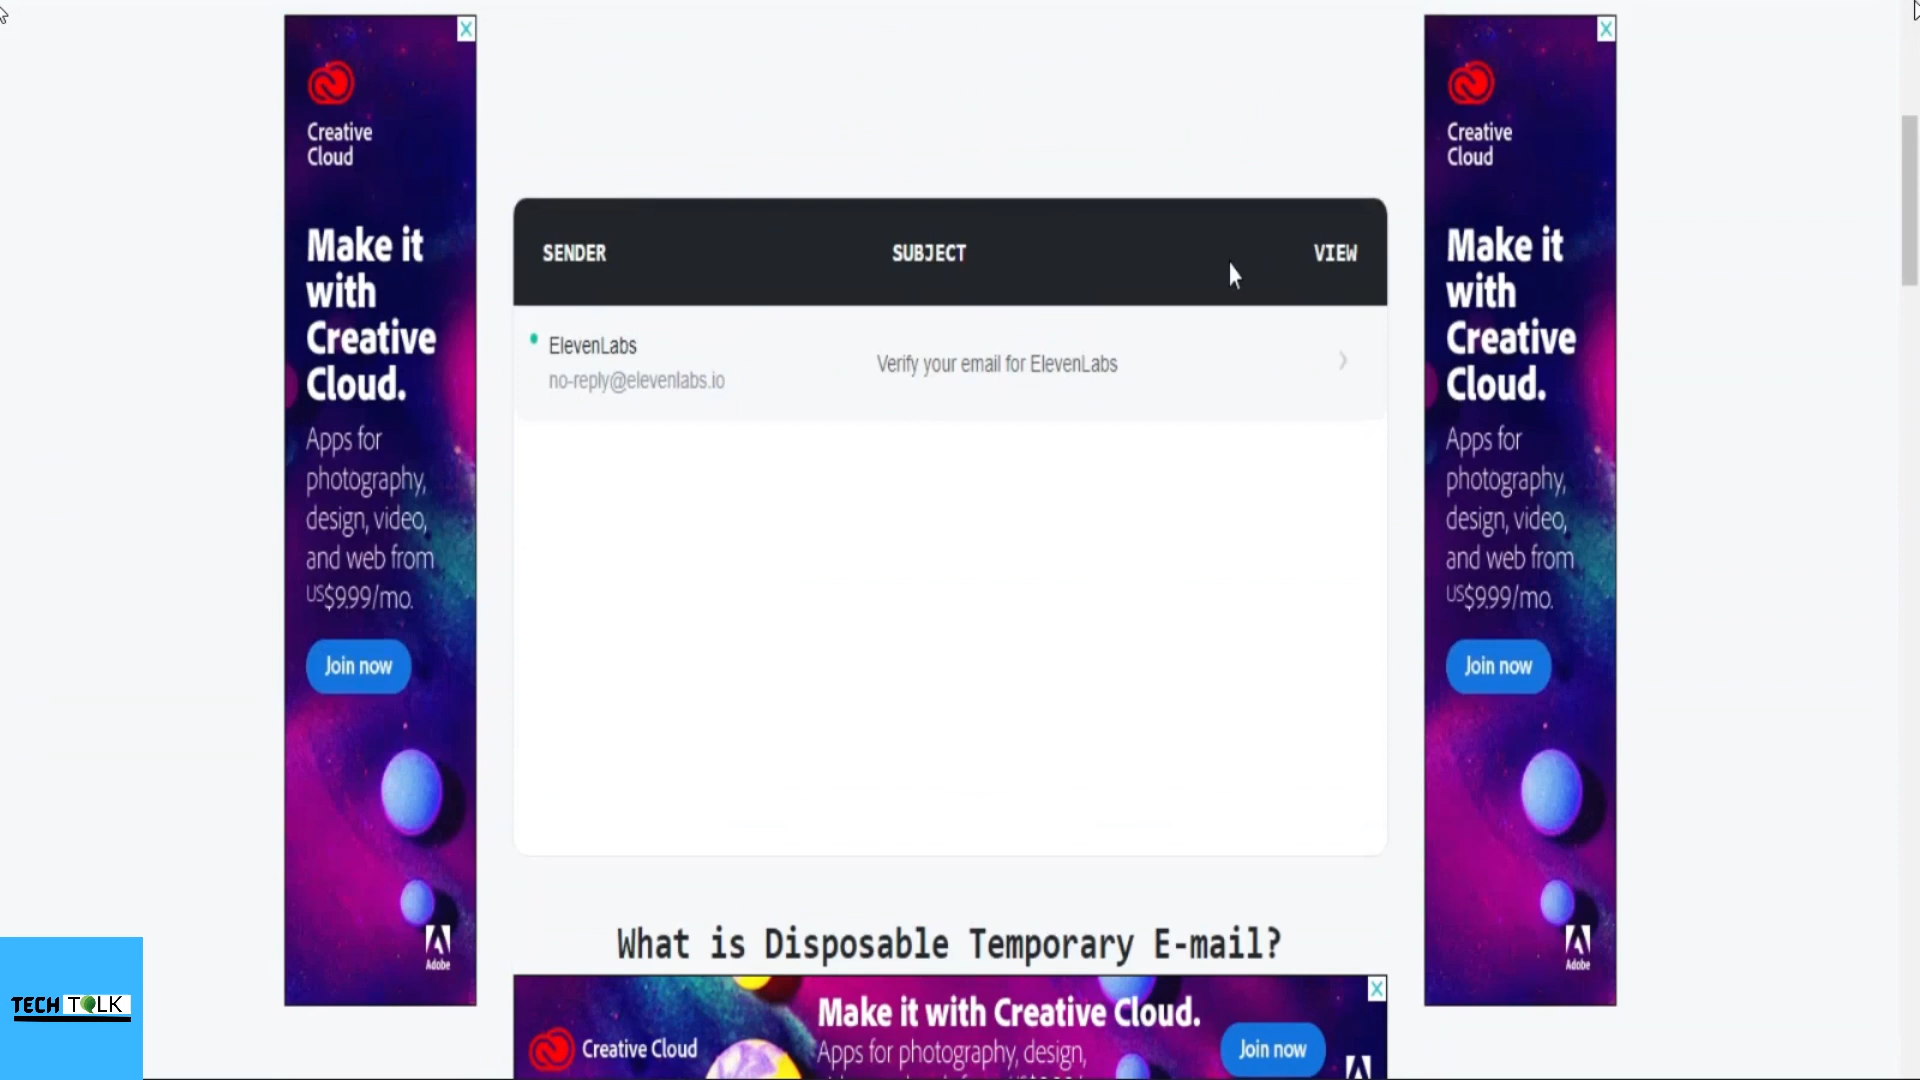 Creative
Cloud
Make it
with
Creative
Cloud.
Apps for
photography,
design, video,
and web from
US$9.99/mo.
Join now
Adobe
SENDER SUBJECT VIEW
ElevenLabs
no-reply@elevenlabs.io
Verify your email for ElevenLabs
What is Disposable Temporary E-mail?
Creative Cloud
Make it with Creative Cloud.
Apps for photography, design,
Join now
Creative
Cloud
Make it
with
Creative
Cloud.
Apps for
photography,
design, video,
and web from
US$9.99/mo.
Join now
Adobe
TECH TALK